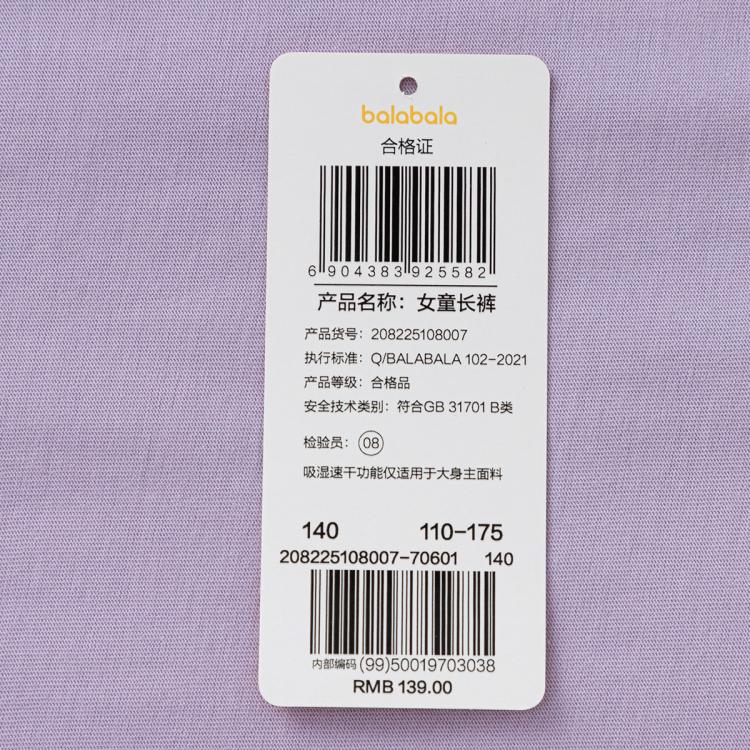 balabala
合格证
6 904383 925582
产品名称：女童长裤
产品货号：208225108007
执行标准：Q/BALABALA 102-2021
产品等级：合格品
安全技术类别：符合GB 31701 B类
检验员：08
吸湿速干功能仅适用于大身主面料
140 110-175
208225108007-70601 140
内部编码 (99)50019703038
RMB 139.00